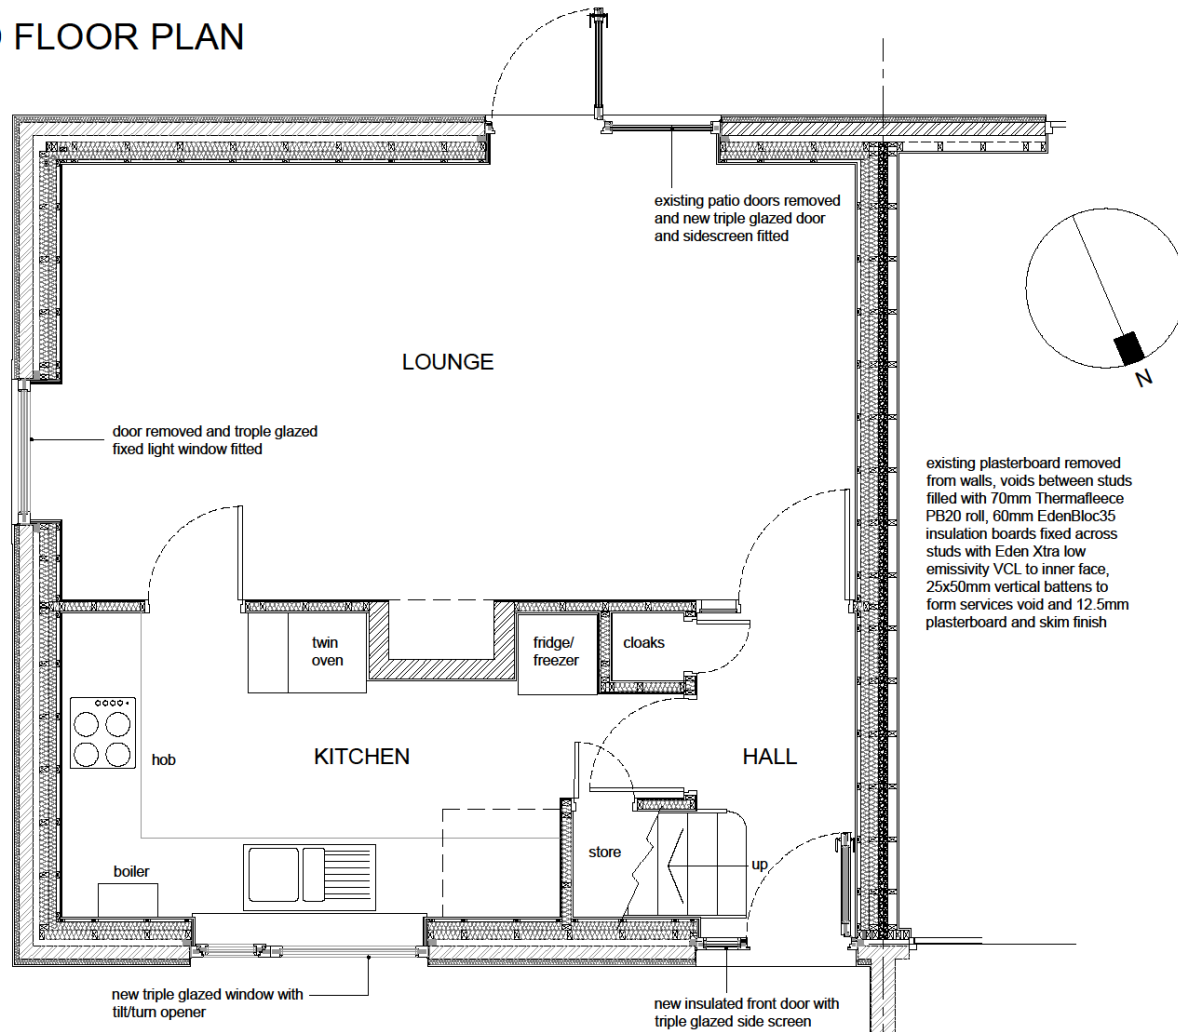 FLOOR PLAN
existing patio doors removed
and new triple glazed door
and sidescreen fitted
N
LOUNGE
door removed and trople glazed
fixed light window fitted
existing plasterboard removed
from walls, voids between studs
filled with 70mm Thermafleece
PB20 roll, 60mm EdenBloc35
insulation boards fixed across
studs with Eden Xtra low
emissivity VCL to inner face,
25x50mm vertical battens to
form services void and 12.5mm
plasterboard and skim finish
twin
oven
fridge/
freezer
cloaks
hob
KITCHEN
HALL
store
up
boiler
new triple glazed window with
tilt/turn opener
new insulated front door with
triple glazed side screen